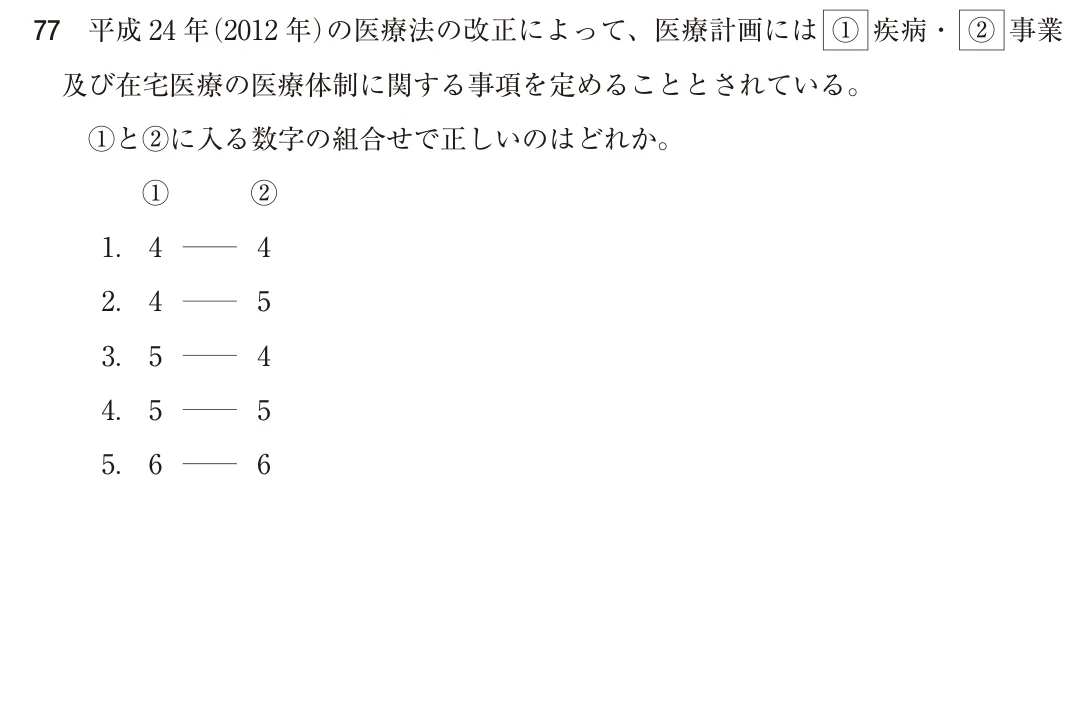 77 平成 24 年(2012 年)の医療法の改正によって、医療計画には ① 疾病・ ② 事業
及び在宅医療の医療体制に関する事項を定めることとされている。
①と②に入る数字の組合せで正しいのはどれか。
① ②
1. 4 —— 4
2. 4 —— 5
3. 5 —— 4
4. 5 —— 5
5. 6 —— 6